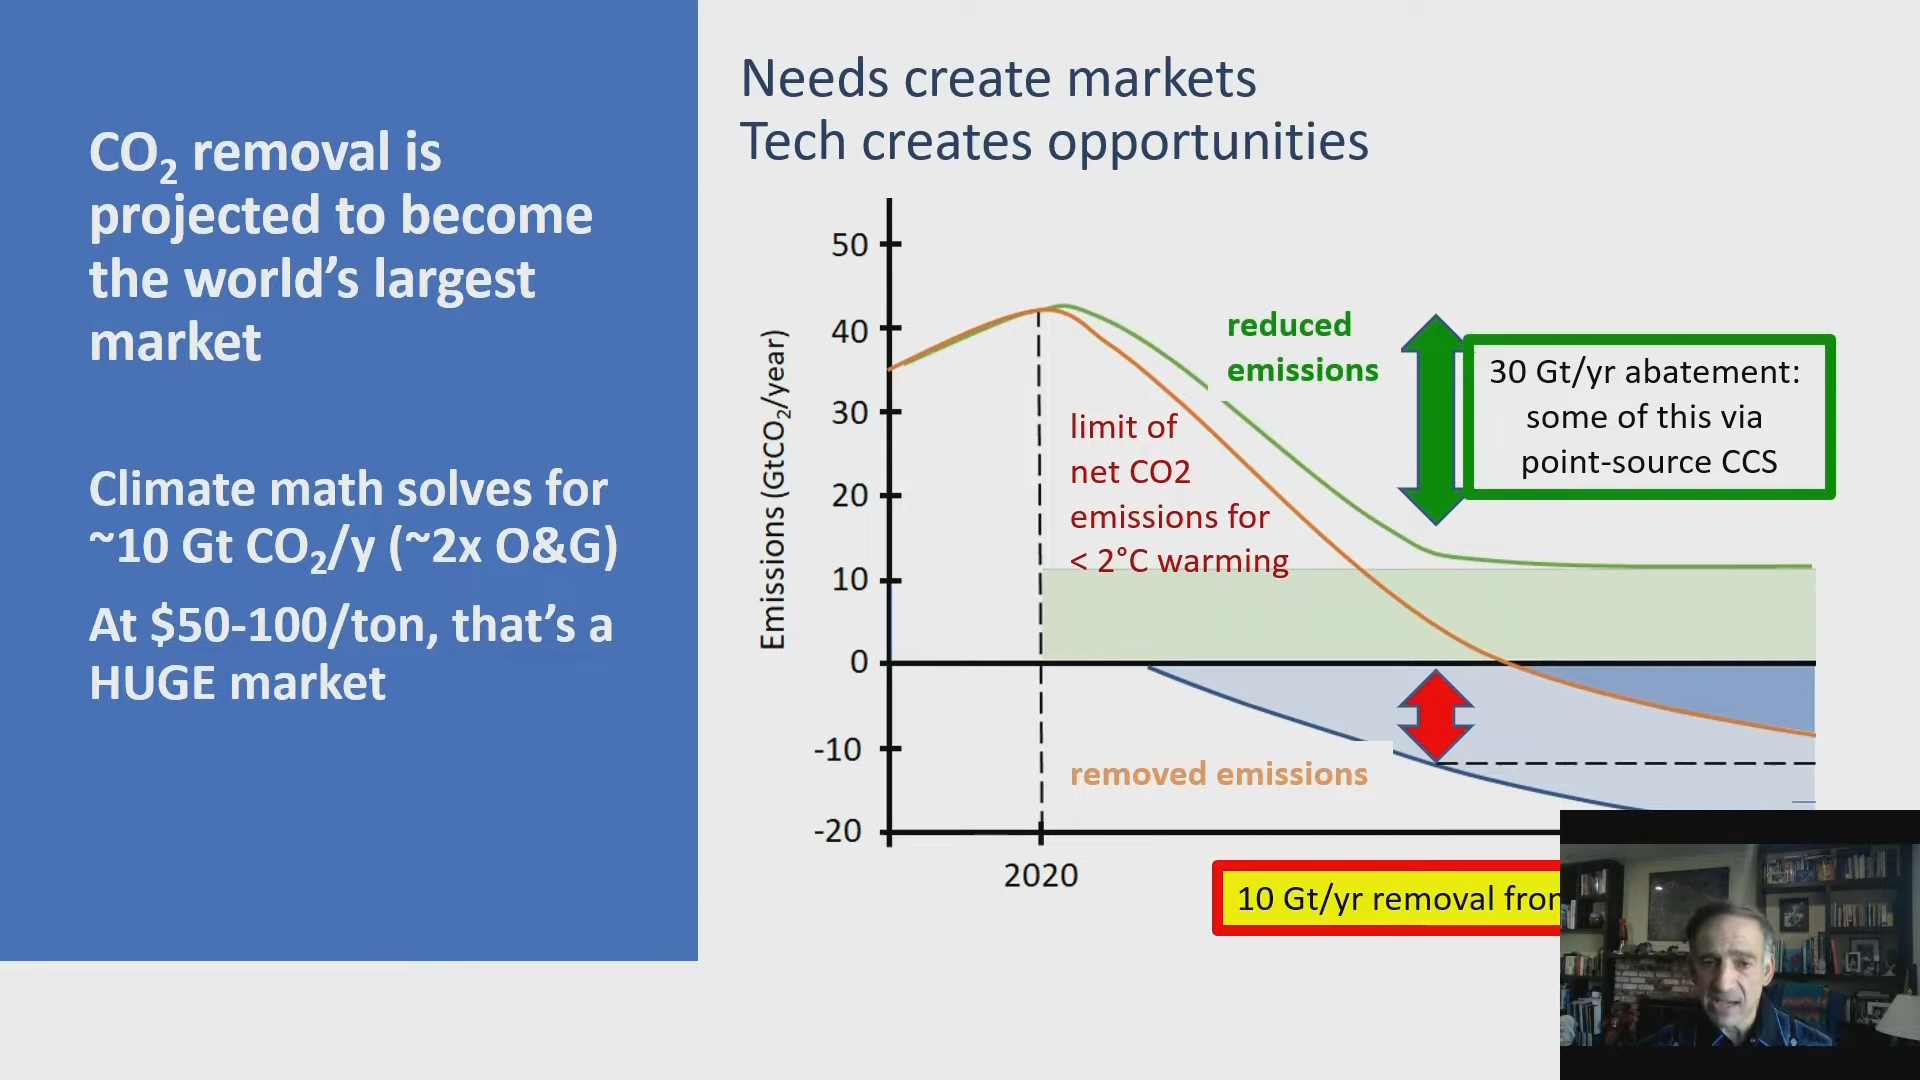 CO₂ removal is
projected to become
the world’s largest
market
Climate math solves for
~10 Gt CO₂/y (~2x O&G)
At $50-100/ton, that’s a
HUGE market
Needs create markets
Tech creates opportunities
Emissions (GtCO₂/year)
50
40
30
20
10
0
-10
-20
2020
reduced
emissions
30 Gt/yr abatement:
some of this via
point-source CCS
limit of
net CO2
emissions for
< 2°C warming
removed emissions
10 Gt/yr removal